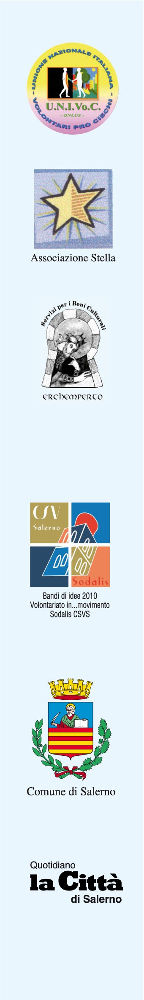 - UNIONE NAZIONALE ITALIANA -
U.N.I.Vo.C.
- ONLUS -
VOLONTARI PRO CIECHI
Associazione Stella
Servizi per i Beni Culturali
ERCHEMPERTO
CSV
Salerno
Sodalis
Bandi di idee 2010
Volontariato in...movimento
Sodalis CSVS
Comune di Salerno
Quotidiano
la Città
di Salerno